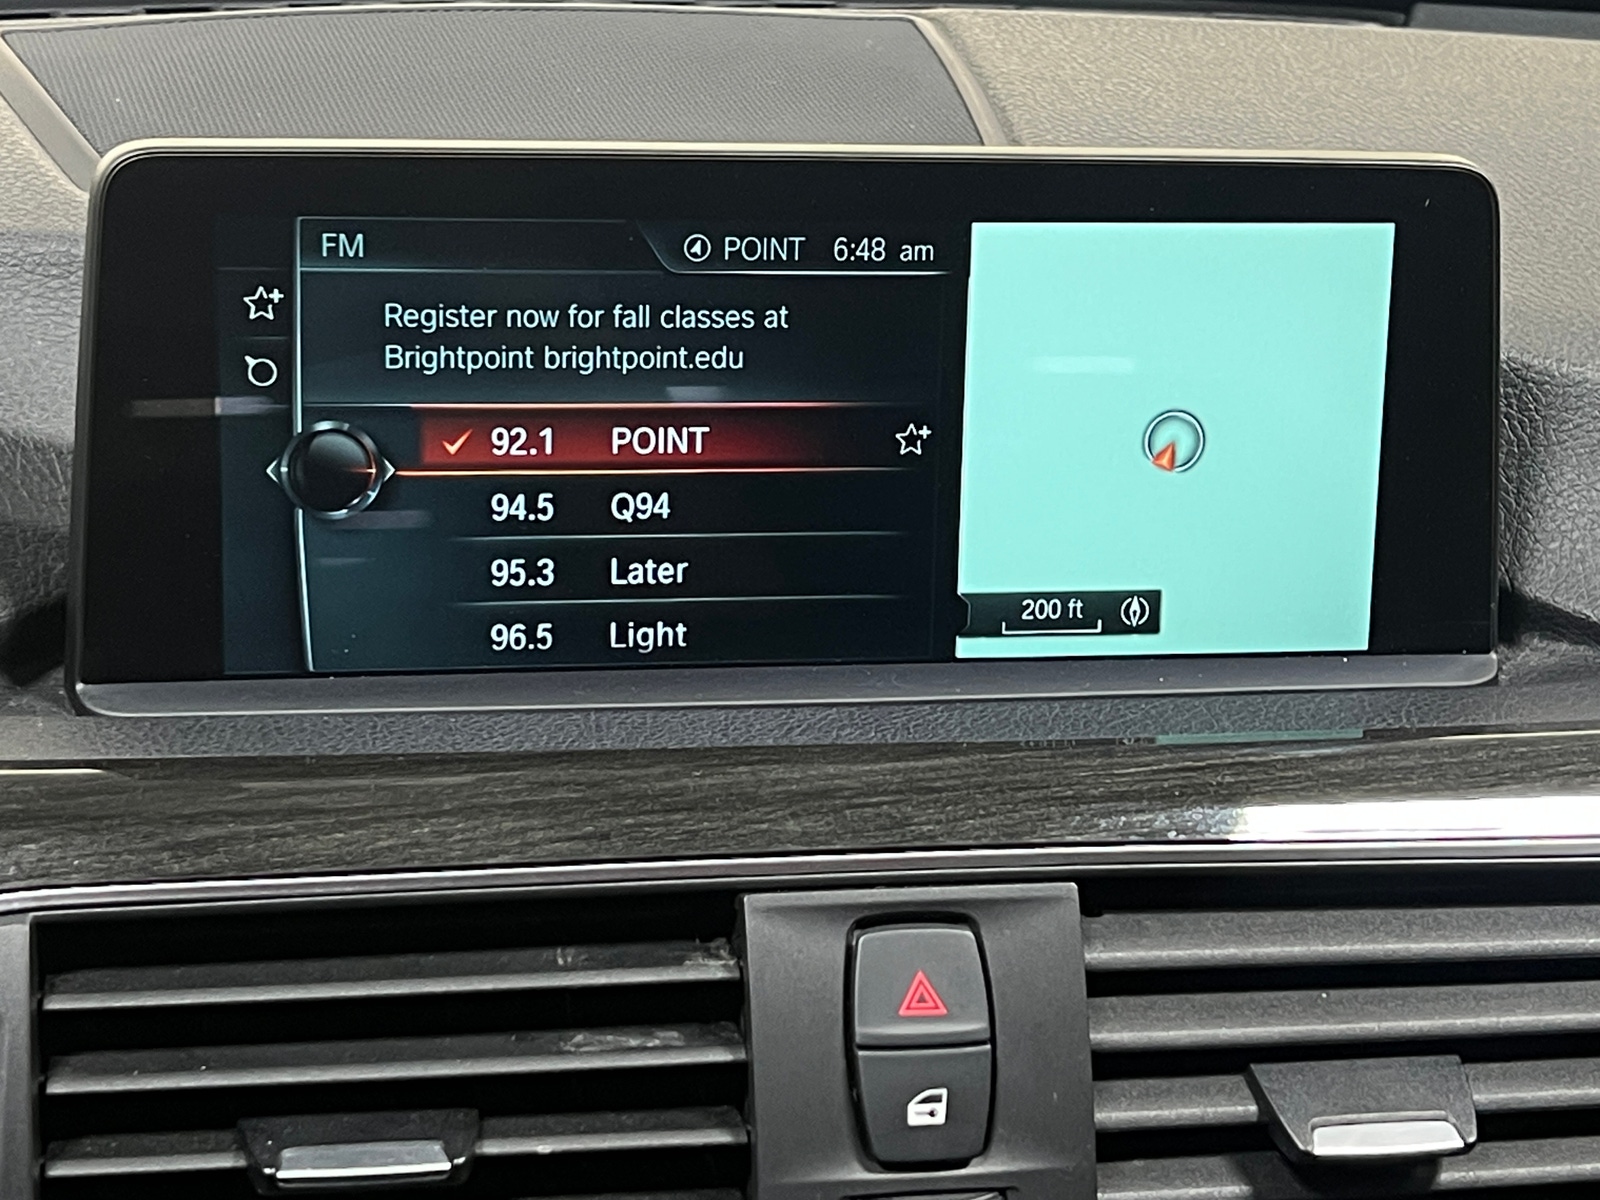 FM POINT 6:48 am
Register now for fall classes at
Brightpoint brightpoint.edu
92.1 POINT
94.5 Q94
95.3 Later
96.5 Light
200 ft